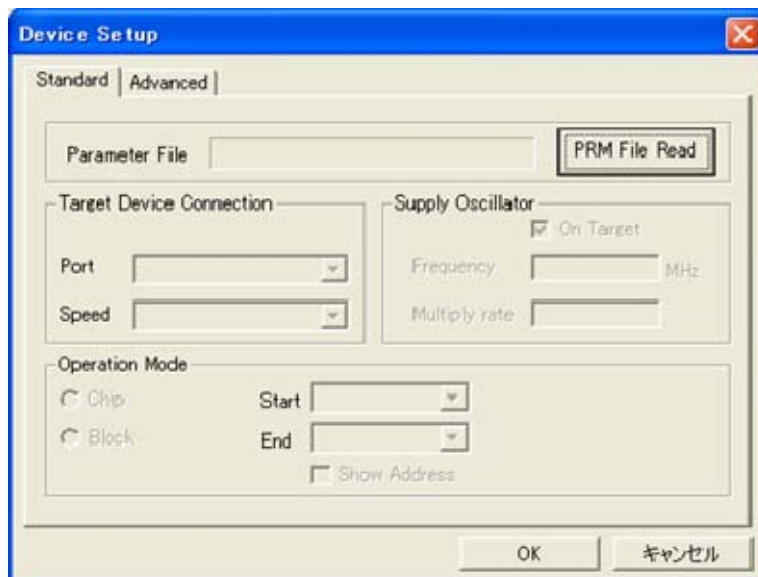 Device Setup
Standard Advanced
Parameter File PRM File Read
Target Device Connection
Port
Speed
Supply Oscillator
On Target
Frequency MHz
Multiply rate
Operation Mode
Chip Start
Block End
Show Address
OK キャンセル